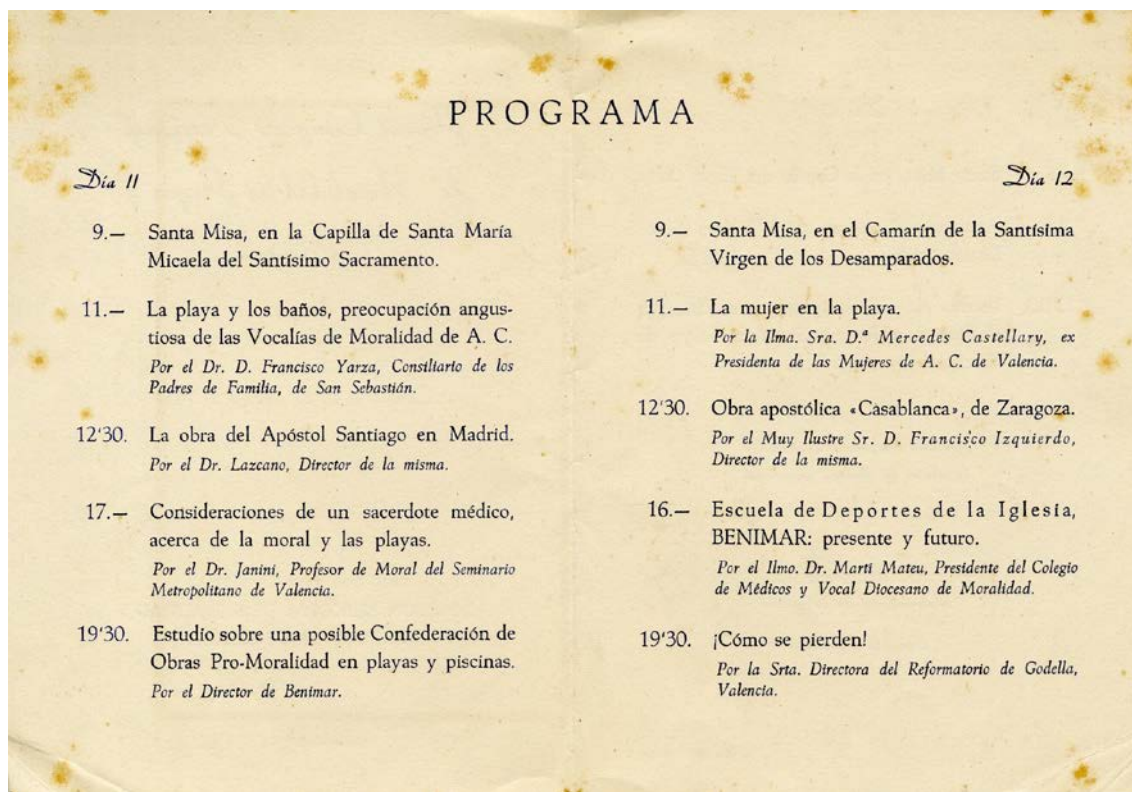 PROGRAMA
Día 11
9.— Santa Misa, en la Capilla de Santa María
Micaela del Santísimo Sacramento.
11.— La playa y los baños, preocupación angus-
tiosa de las Vocalías de Moralidad de A. C.
Por el Dr. D. Francisco Yarza, Consiliario de los
Padres de Familia, de San Sebastián.
12'30. La obra del Apóstol Santiago en Madrid.
Por el Dr. Lazcano, Director de la misma.
17.— Consideraciones de un sacerdote médico,
acerca de la moral y las playas.
Por el Dr. Janini, Profesor de Moral del Seminario
Metropolitano de Valencia.
19'30. Estudio sobre una posible Confederación de
Obras Pro-Moralidad en playas y piscinas.
Por el Director de Benimar.
Día 12
9.— Santa Misa, en el Camarín de la Santísima
Virgen de los Desamparados.
11.— La mujer en la playa.
Por la Ilma. Sra. D.ª Mercedes Castellary, ex
Presidenta de las Mujeres de A. C. de Valencia.
12'30. Obra apostólica «Casablanca», de Zaragoza.
Por el Muy Ilustre Sr. D. Francisco Izquierdo,
Director de la misma.
16.— Escuela de Deportes de la Iglesia,
BENIMAR: presente y futuro.
Por el Ilmo. Dr. Marti Mateu, Presidente del Colegio
de Médicos y Vocal Diocesano de Moralidad.
19'30. ¡Cómo se pierden!
Por la Srta. Directora del Reformatorio de Godella,
Valencia.